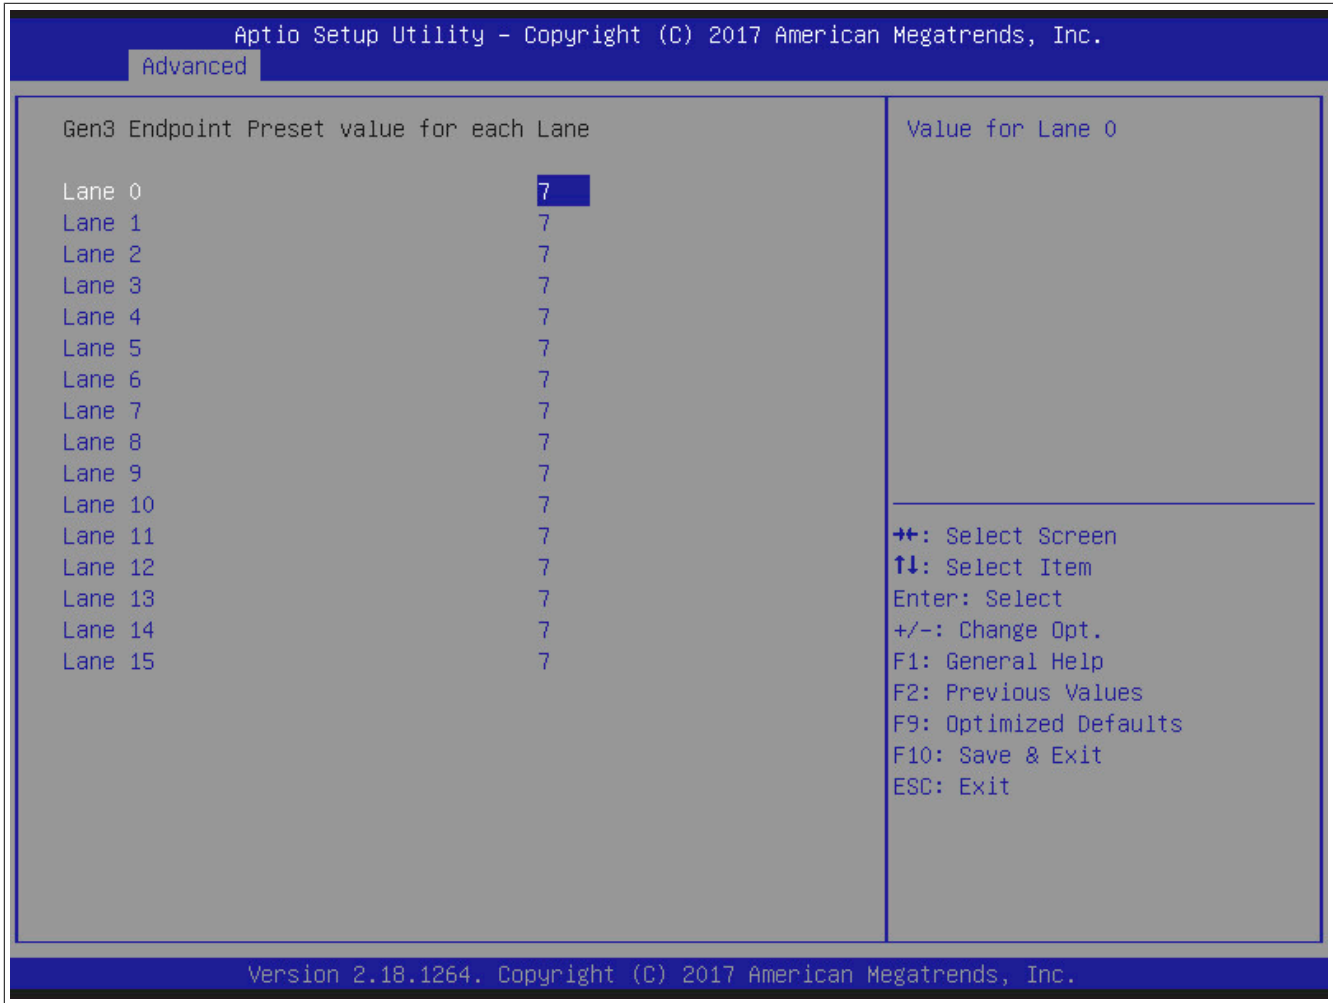 Aptio Setup Utility – Copyright (C) 2017 American Megatrends, Inc.
Advanced
Gen3 Endpoint Preset value for each Lane
Lane 0 7
Lane 1 7
Lane 2 7
Lane 3 7
Lane 4 7
Lane 5 7
Lane 6 7
Lane 7 7
Lane 8 7
Lane 9 7
Lane 10 7
Lane 11 7
Lane 12 7
Lane 13 7
Lane 14 7
Lane 15 7
Value for Lane 0
→←: Select Screen
↑↓: Select Item
Enter: Select
+/-: Change Opt.
F1: General Help
F2: Previous Values
F9: Optimized Defaults
F10: Save & Exit
ESC: Exit
Version 2.18.1264. Copyright (C) 2017 American Megatrends, Inc.